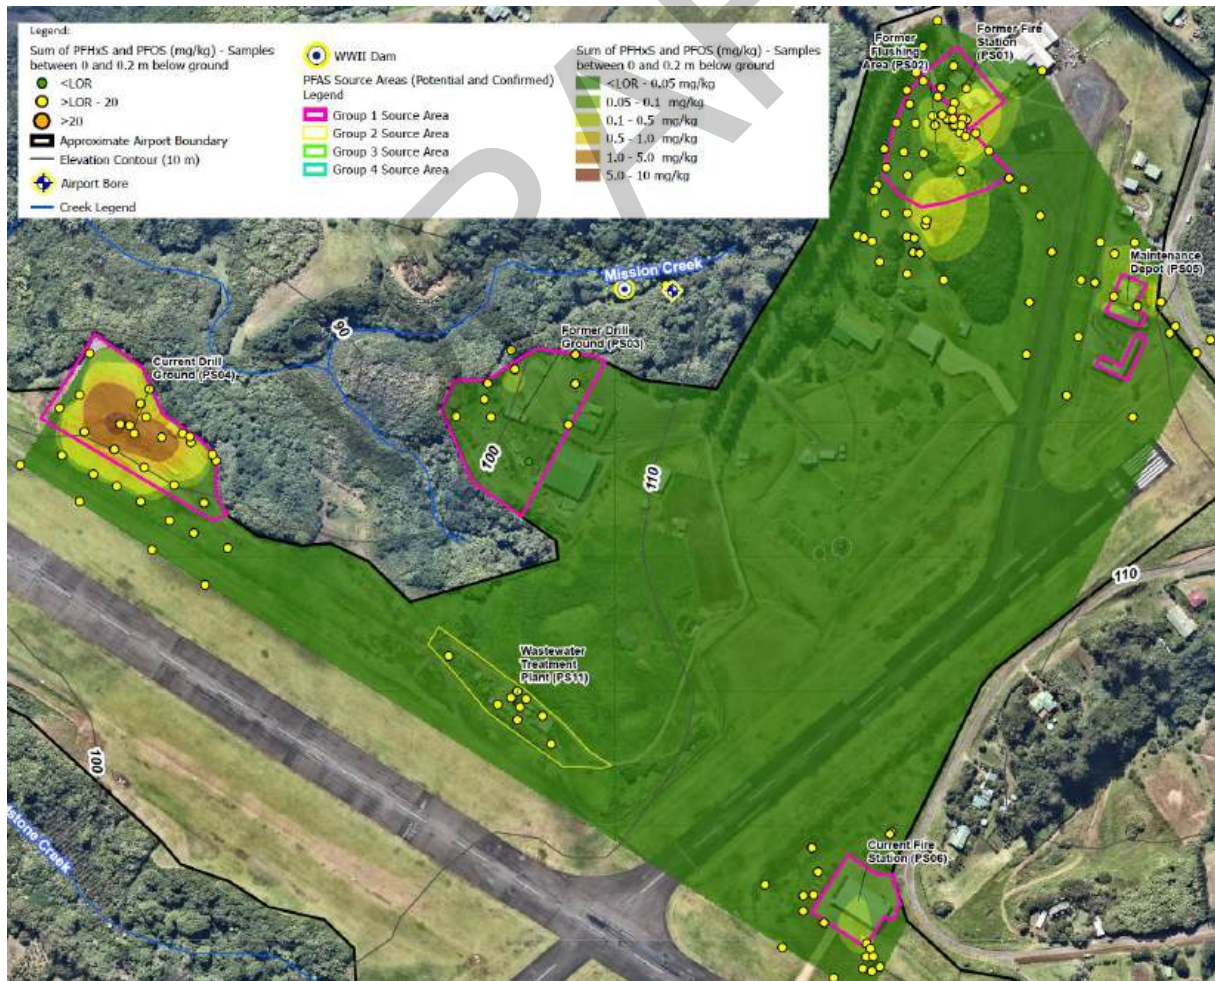 Legend:
Sum of PFHxS and PFOS (mg/kg) - Samples
between 0 and 0.2 m below ground
<LOR
>LOR - 20
>20
Approximate Airport Boundary
Elevation Contour (10 m)
Airport Bore
Creek Legend
WWII Dam
PFAS Source Areas (Potential and Confirmed)
Legend
Group 1 Source Area
Group 2 Source Area
Group 3 Source Area
Group 4 Source Area
Sum of PFHxS and PFOS (mg/kg) - Samples
between 0 and 0.2 m below ground
<LOR - 0.05 mg/kg
0.05 - 0.1 mg/kg
0.1 - 0.5 mg/kg
0.5 - 1.0 mg/kg
1.0 - 5.0 mg/kg
5.0 - 10 mg/kg
Former
Flushing
Area (PS02)
Former Fire
Station
(PS01)
Maintenance
Depot (PS05)
Mission Creek
90
Former Drill
Ground (PS03)
Current Drill
Ground (PS04)
100
110
110
Wastewater
Treatment
Plant (PS11)
100
stone Creek
Current Fire
Station (PS06)